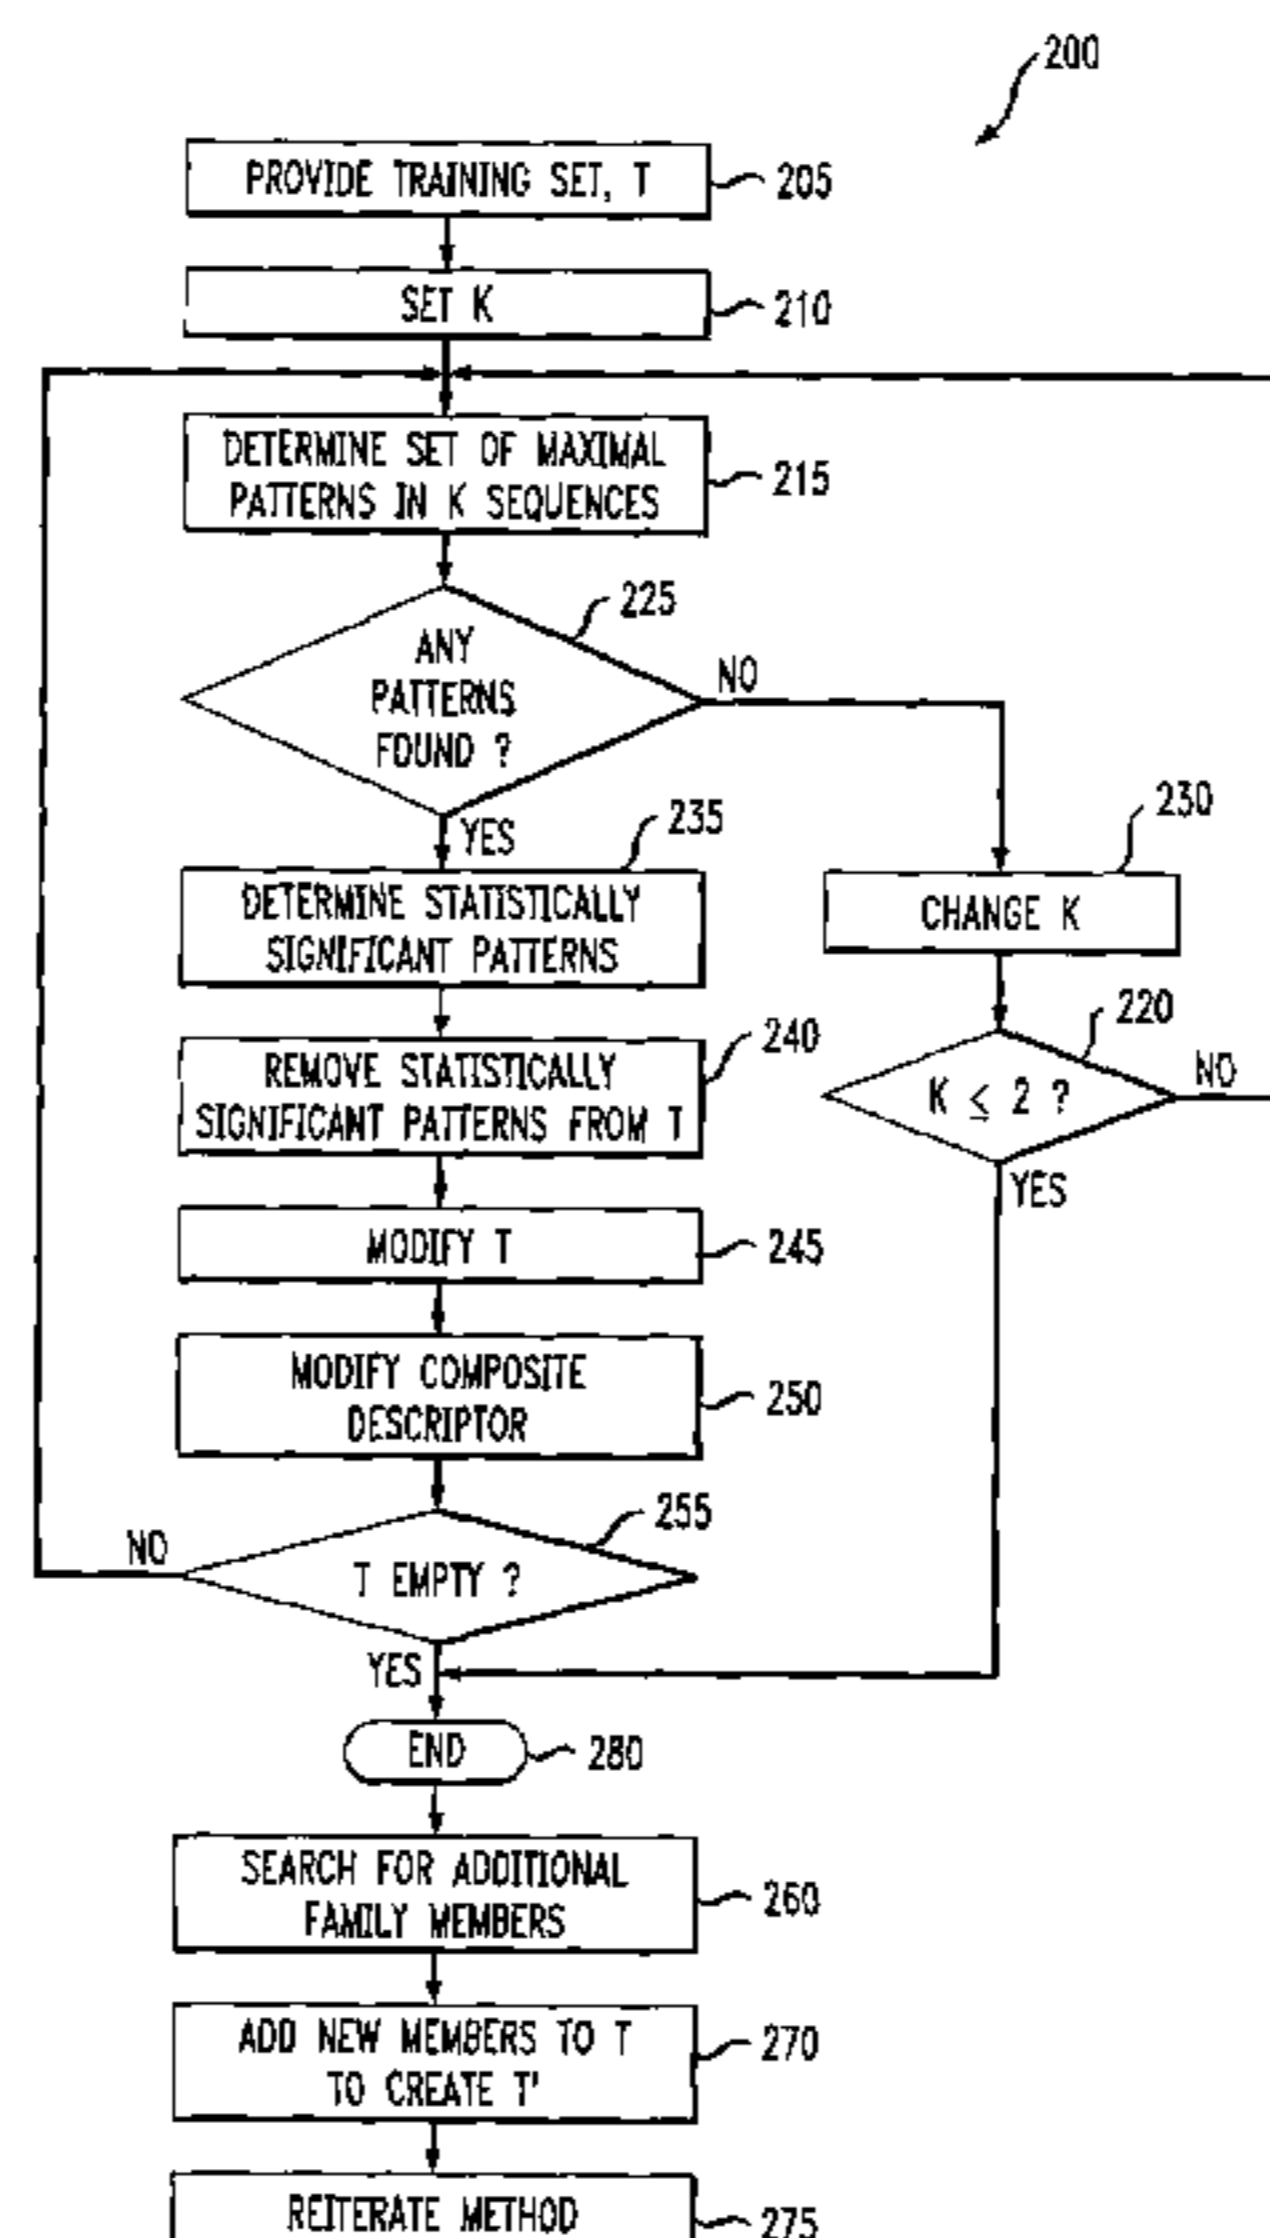 200
PROVIDE TRAINING SET, T
205
SET K
210
DETERMINE SET OF MAXIMAL
PATTERNS IN K SEQUENCES
215
225
ANY
PATTERNS
FOUND ?
NO
YES
235
DETERMINE STATISTICALLY
SIGNIFICANT PATTERNS
230
CHANGE K
220
K ≤ 2 ?
NO
YES
240
REMOVE STATISTICALLY
SIGNIFICANT PATTERNS FROM T
MODIFY T
245
MODIFY COMPOSITE
DESCRIPTOR
250
255
NO
T EMPTY ?
YES
END
280
SEARCH FOR ADDITIONAL
FAMILY MEMBERS
260
ADD NEW MEMBERS TO T
TO CREATE T'
270
REITERATE METHOD
275